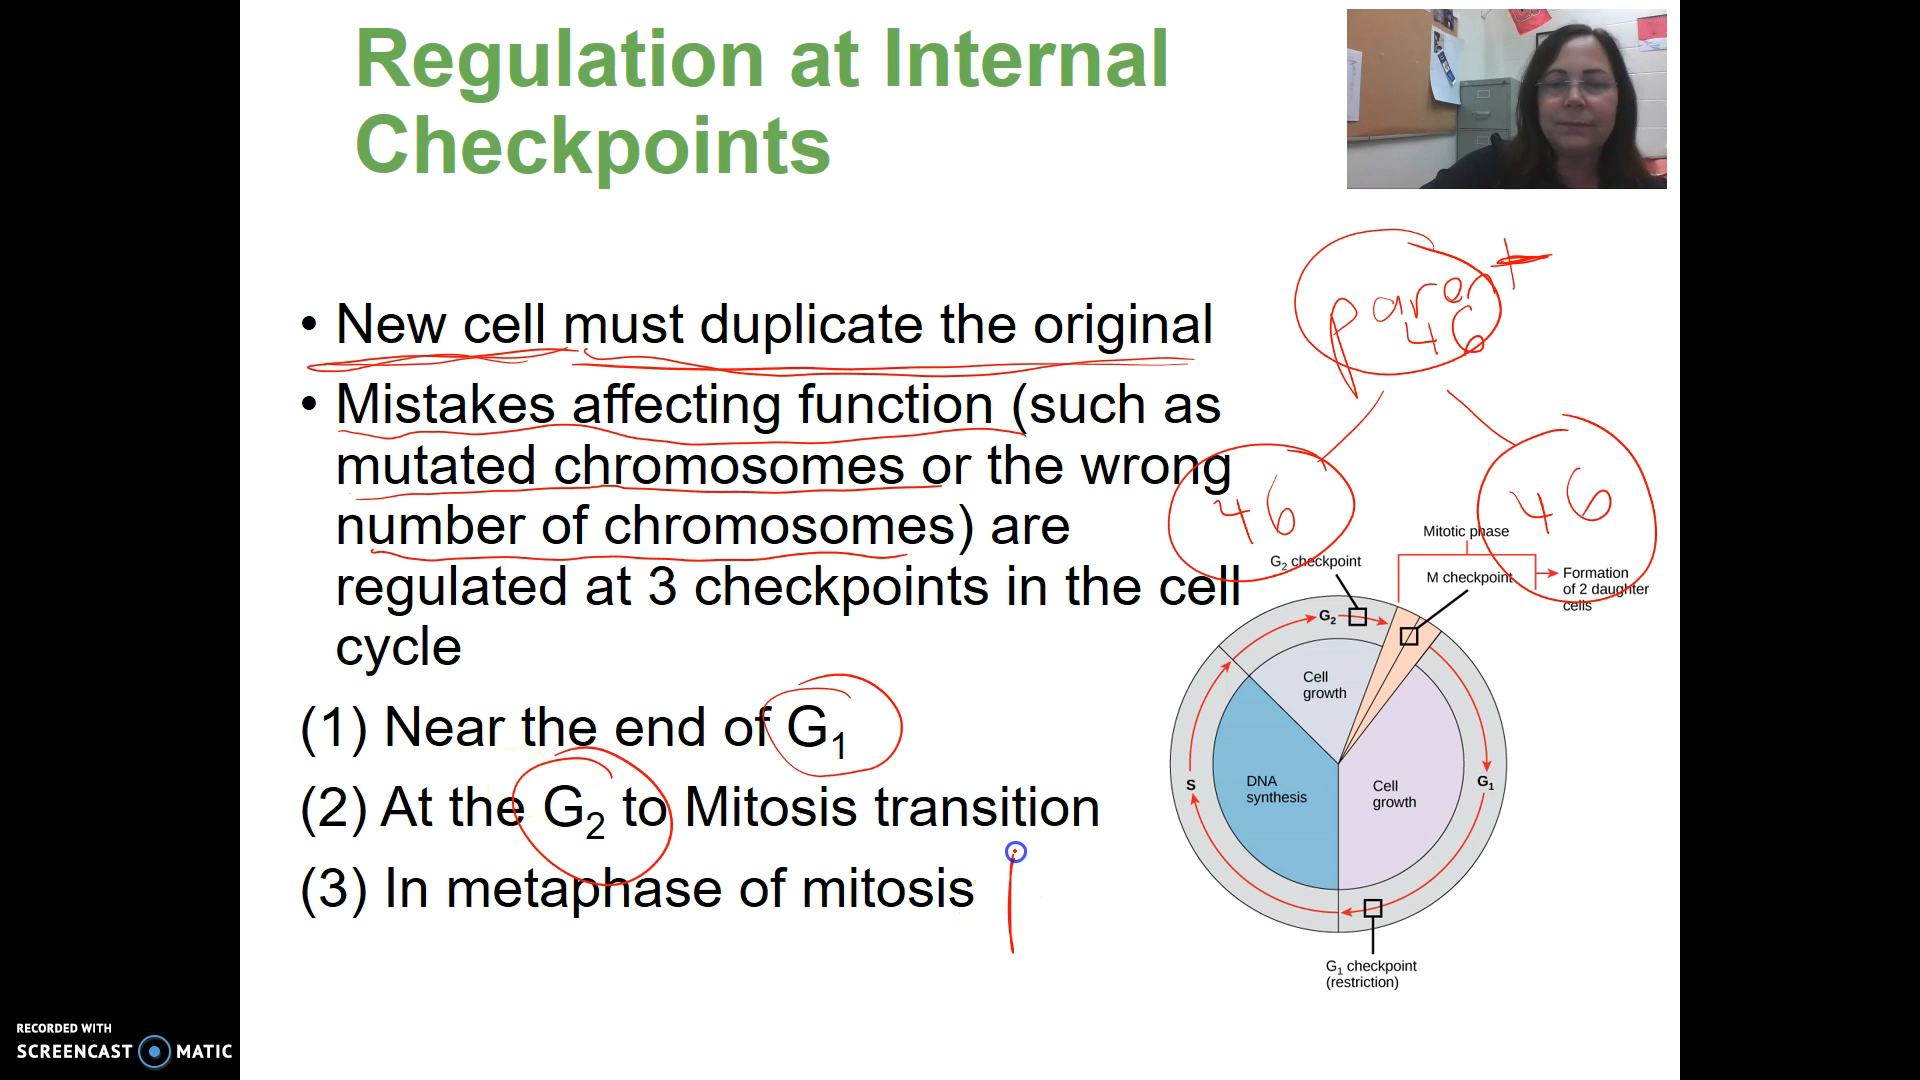 Regulation at Internal
Checkpoints
• New cell must duplicate the original
• Mistakes affecting function (such as
mutated chromosomes or the wrong
number of chromosomes) are
regulated at 3 checkpoints in the cell
cycle
(1) Near the end of G₁
(2) At the G₂ to Mitosis transition
(3) In metaphase of mitosis
parent
46
46
46
Mitotic phase
G₂ checkpoint
M checkpoint
Formation
of 2 daughter
cells
G₂
Cell
growth
S
DNA
synthesis
Cell
growth
G₁
G₁ checkpoint
(restriction)
RECORDED WITH
SCREENCAST MATIC